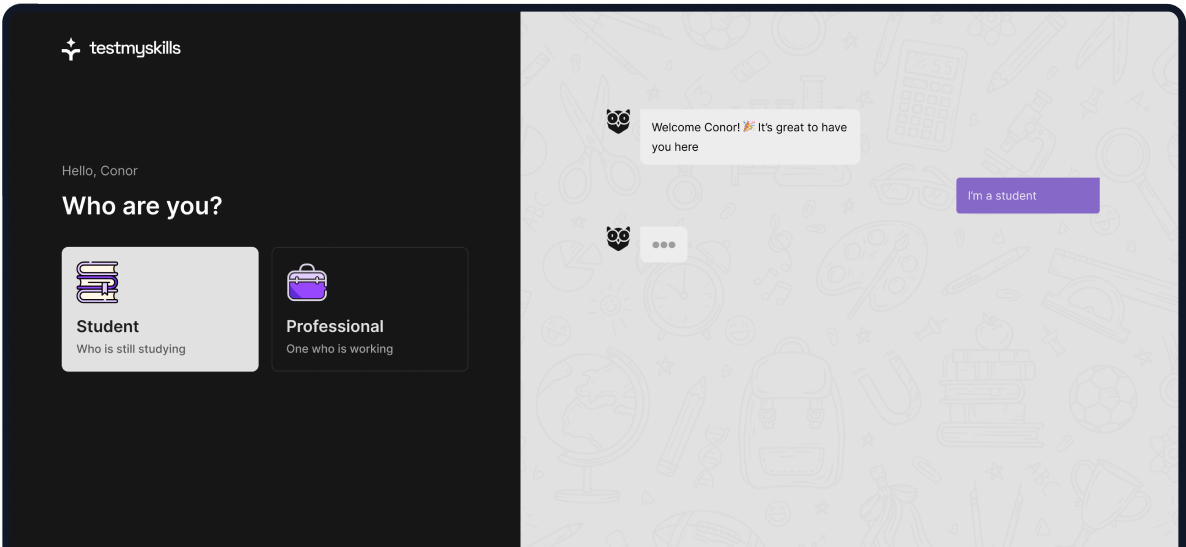 testmyskills
Hello, Conor
Who are you?
Student
Who is still studying
Professional
One who is working
Welcome Conor! 🎉 It's great to have
you here
I'm a student